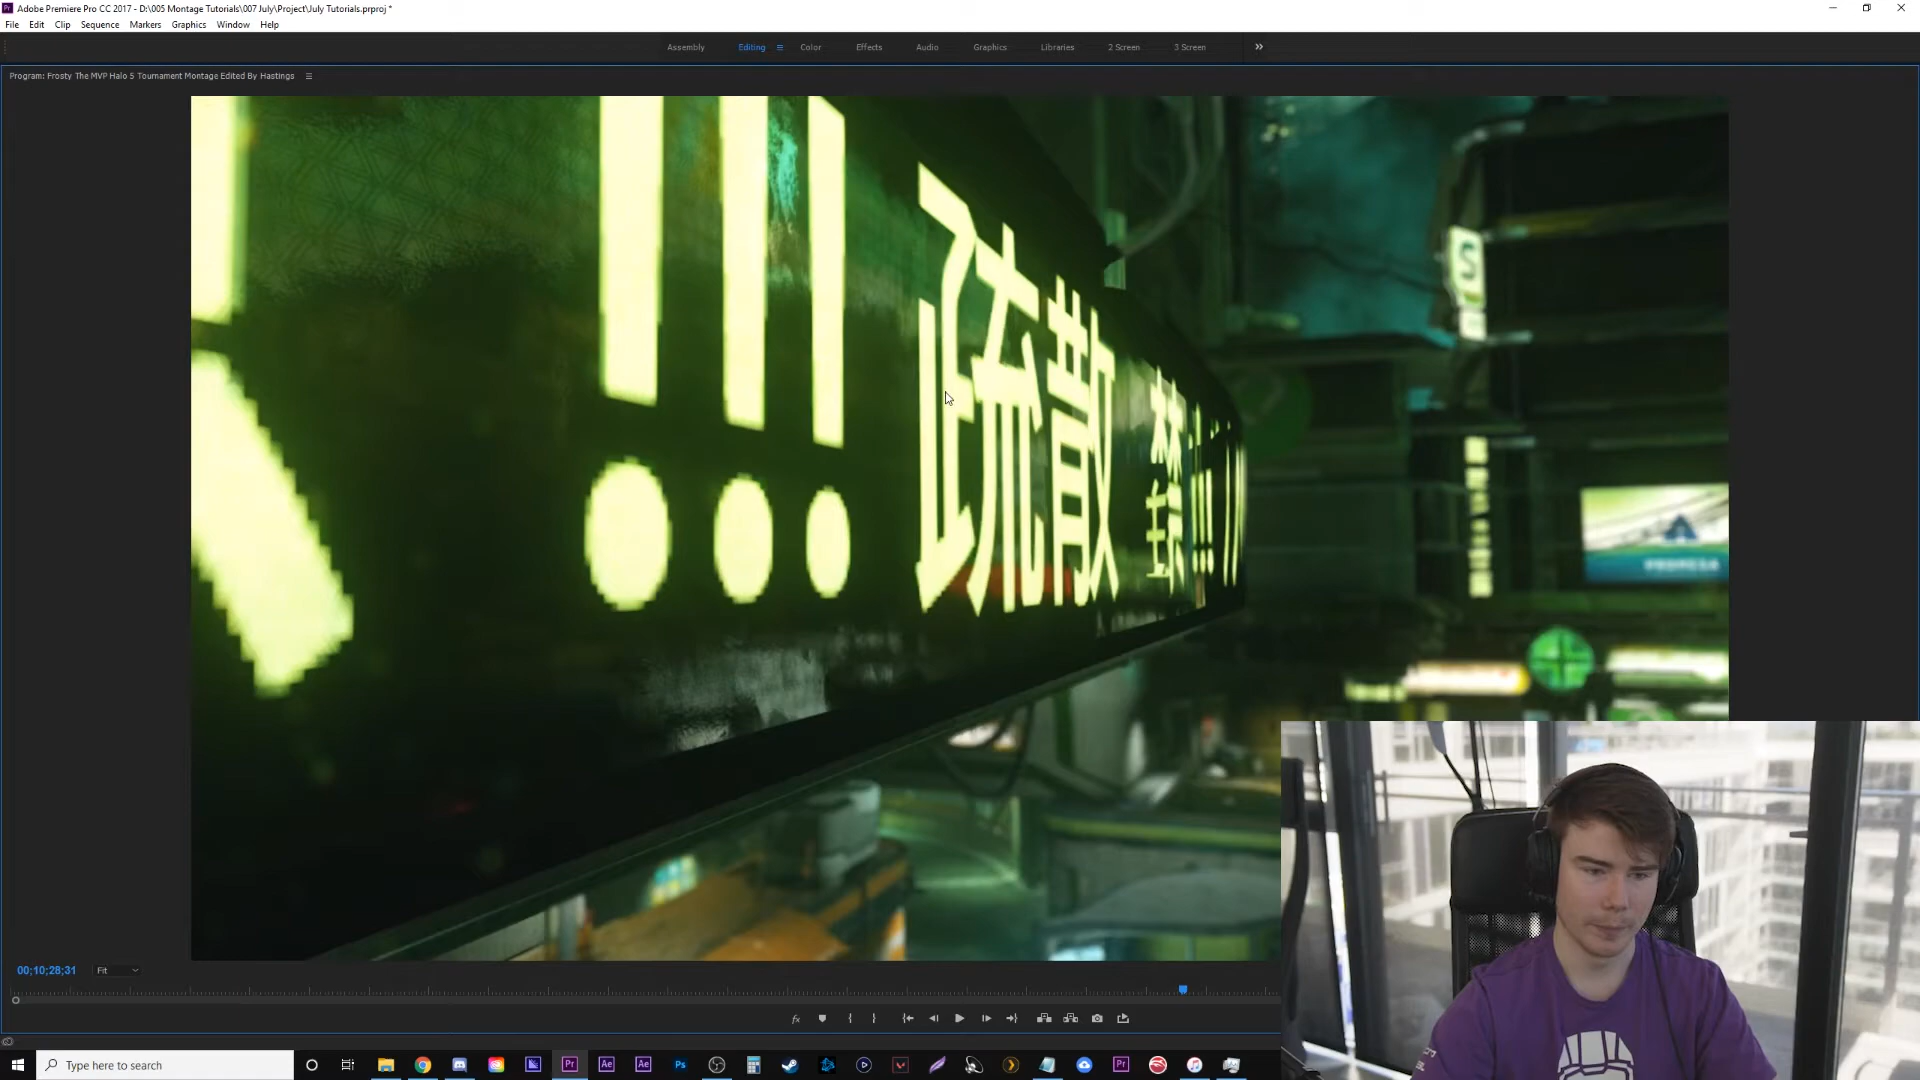 Adobe Premiere Pro CC 2017 - D:\005 Montage Tutorials\007 July\Project\July Tutorials.prproj *
File Edit Clip Sequence Markers Graphics Window Help
Assembly Editing Color Effects Audio Graphics Libraries 2 Screen 3 Screen
Program: Frosty The MVP Halo 5 Tournament Montage Edited By Hastings
!!! 疏散
S
00;10;28;31 Fit
Type here to search